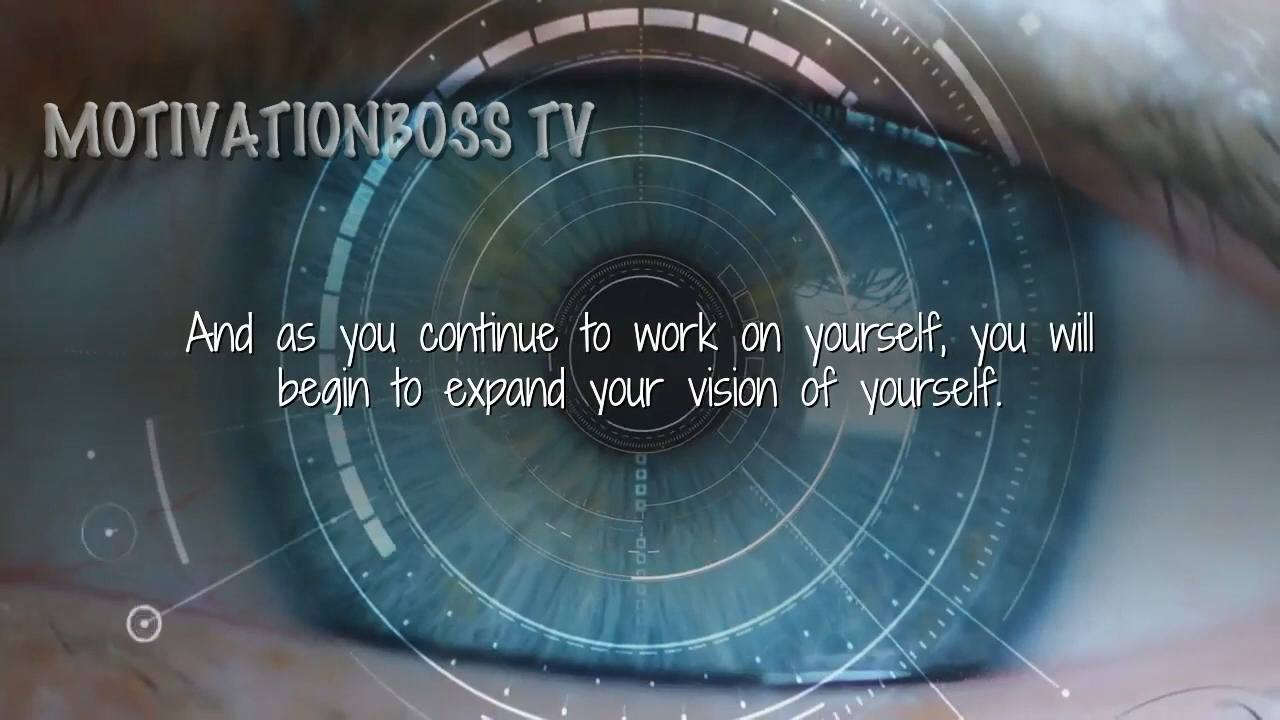 MOTIVATIONBOSS TV
And as you continue to work on yourself, you will
begin to expand your vision of yourself.